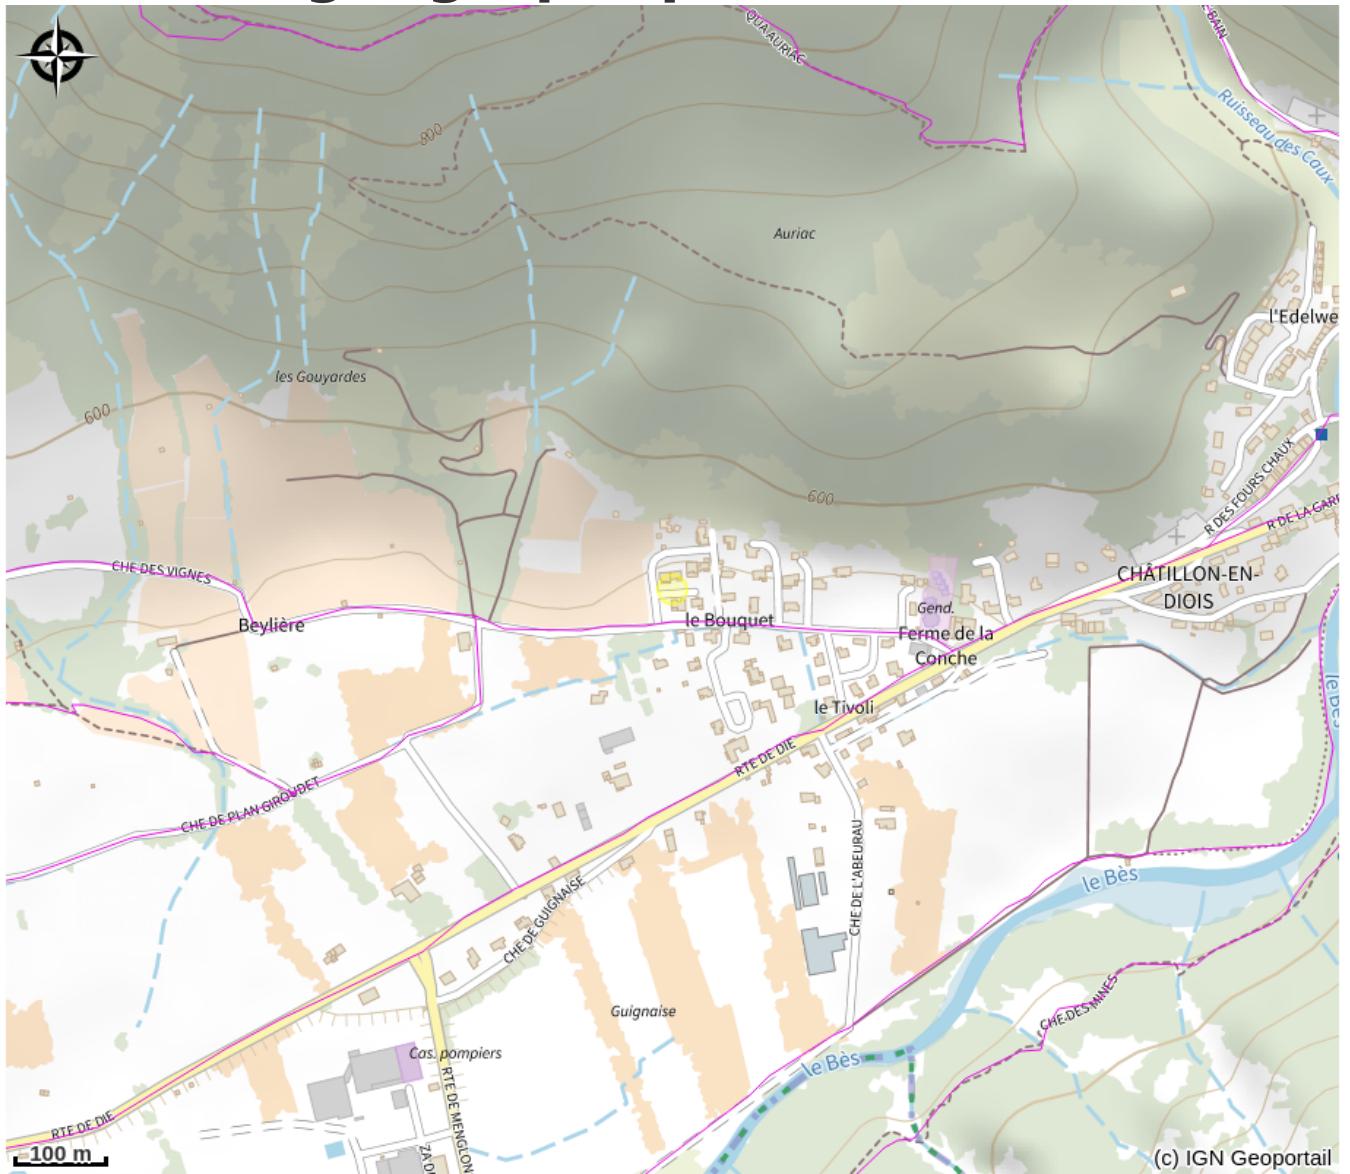 QUA AURIAC
BAIN
Ruisseau des Caux
800
Auriac
l'Edelwe
les Gouyardes
600
600
R DES FOURS CHAUX
R DE LA GARE
CHE DES VIGNES
CHÂTILLON-EN-
DIOIS
Gend.
Beylière
le Bouquet
Ferme de la
Conche
le Bès
le Tivoli
RTE DE DIE
CHE DE PLAN GIROUDET
CHE DE L'ABEURAU
le Bès
CHE DE GUIGNAISE
CHE DES MINES
Guignaise
Cas. pompiers
le Bès
RTE DE MENGLON
RTE DE DIE
100 m
(c) IGN Geoportail